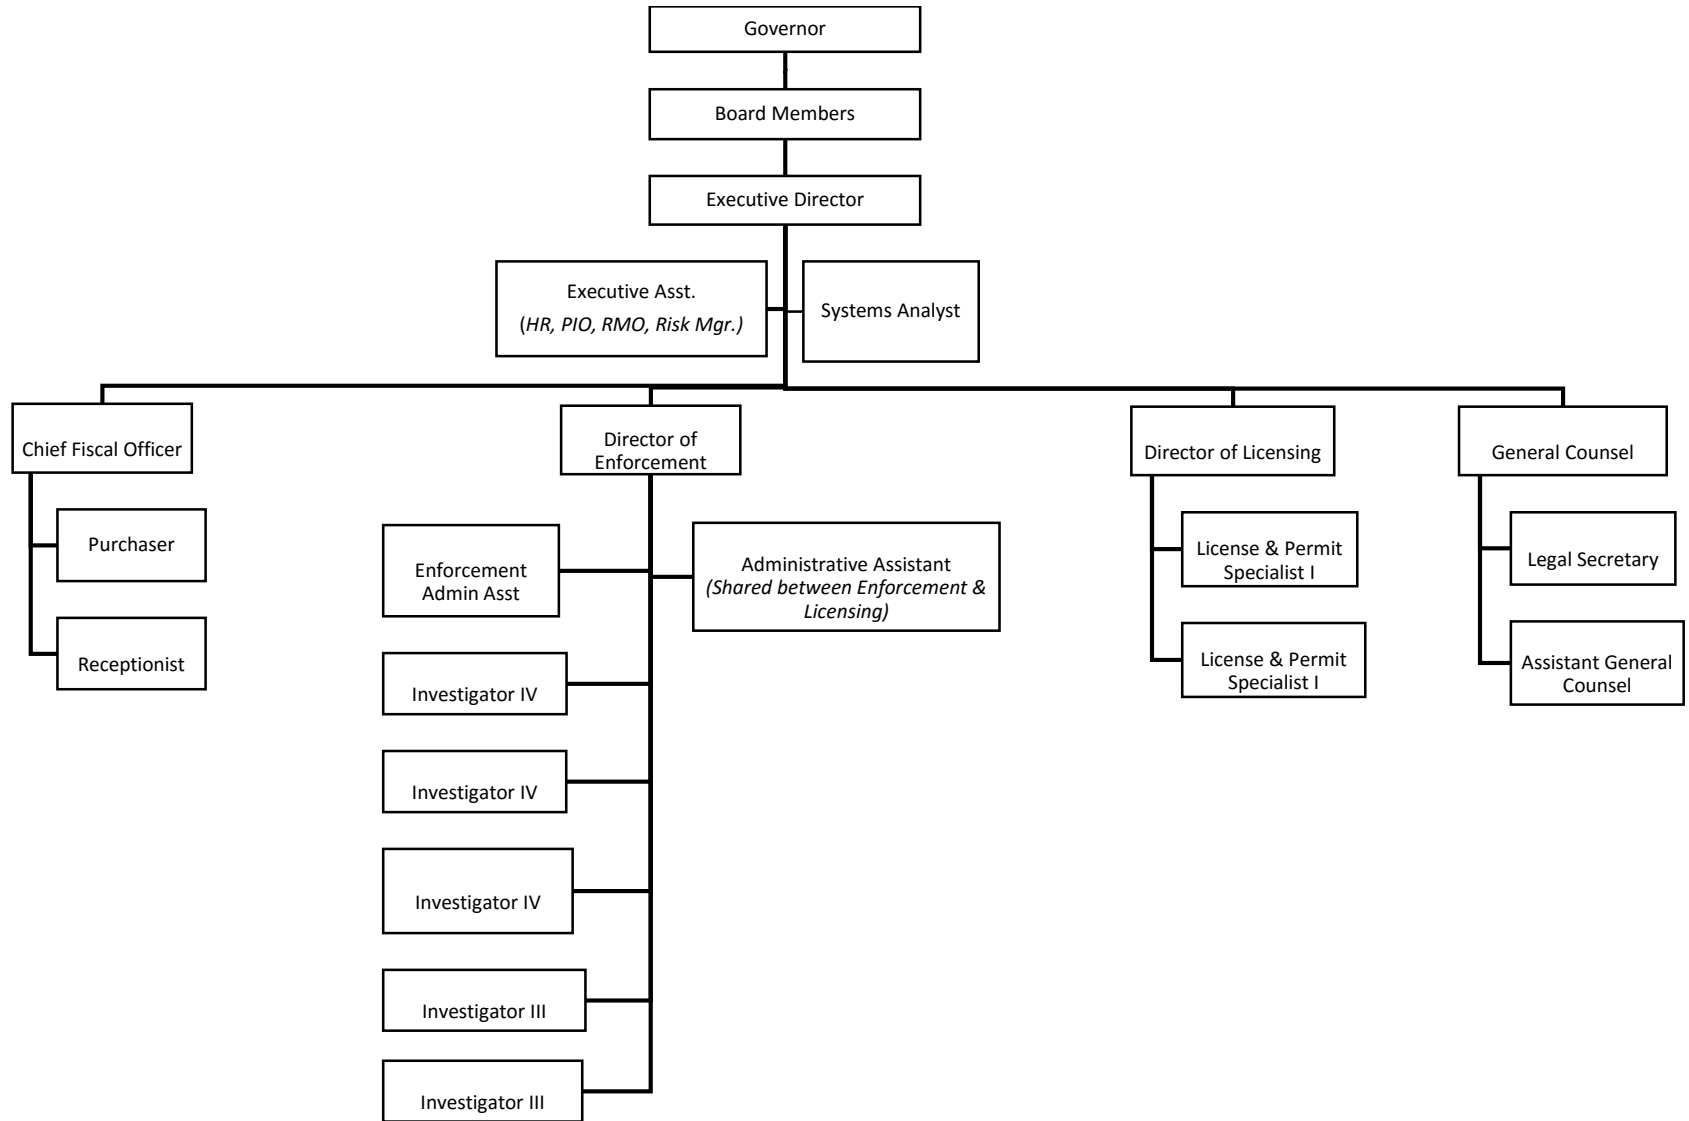 Governor
Board Members
Executive Director
Executive Asst.
(HR, PIO, RMO, Risk Mgr.)
Systems Analyst
Chief Fiscal Officer
Purchaser
Receptionist
Director of
Enforcement
Enforcement
Admin Asst
Administrative Assistant
(Shared between Enforcement &
Licensing)
Investigator IV
Investigator IV
Investigator IV
Investigator III
Investigator III
Director of Licensing
License & Permit
Specialist I
License & Permit
Specialist I
General Counsel
Legal Secretary
Assistant General
Counsel